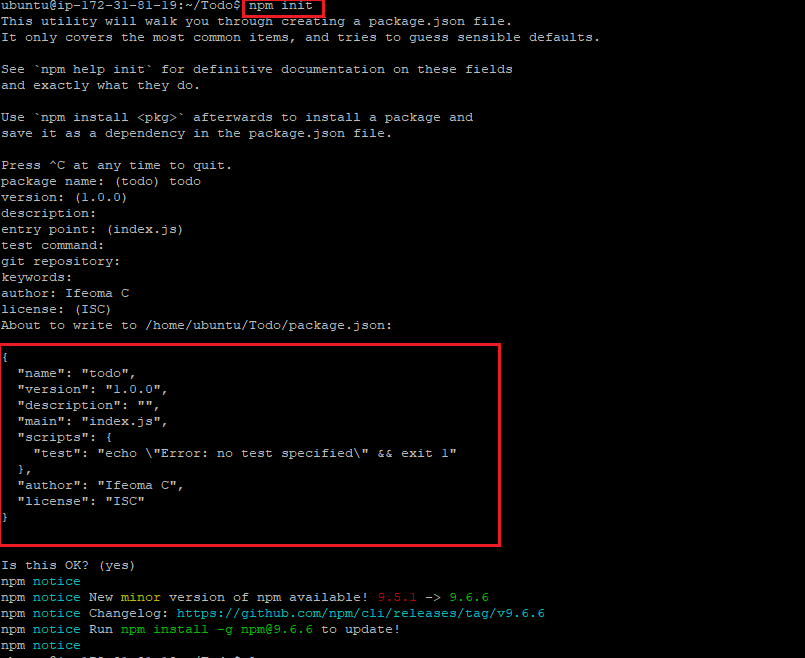 ubuntu@ip-172-31-81-19:~/Todo$ npm init
This utility will walk you through creating a package.json file.
It only covers the most common items, and tries to guess sensible defaults.
See `npm help init` for definitive documentation on these fields
and exactly what they do.
Use `npm install <pkg>` afterwards to install a package and
save it as a dependency in the package.json file.
Press ^C at any time to quit.
package name: (todo) todo
version: (1.0.0)
description:
entry point: (index.js)
test command:
git repository:
keywords:
author: Ifeoma C
license: (ISC)
About to write to /home/ubuntu/Todo/package.json:
{
  "name": "todo",
  "version": "1.0.0",
  "description": "",
  "main": "index.js",
  "scripts": {
    "test": "echo \"Error: no test specified\" && exit 1"
  },
  "author": "Ifeoma C",
  "license": "ISC"
}
Is this OK? (yes)
npm notice
npm notice New minor version of npm available! 9.5.1 -> 9.6.6
npm notice Changelog: https://github.com/npm/cli/releases/tag/v9.6.6
npm notice Run npm install -g npm@9.6.6 to update!
npm notice